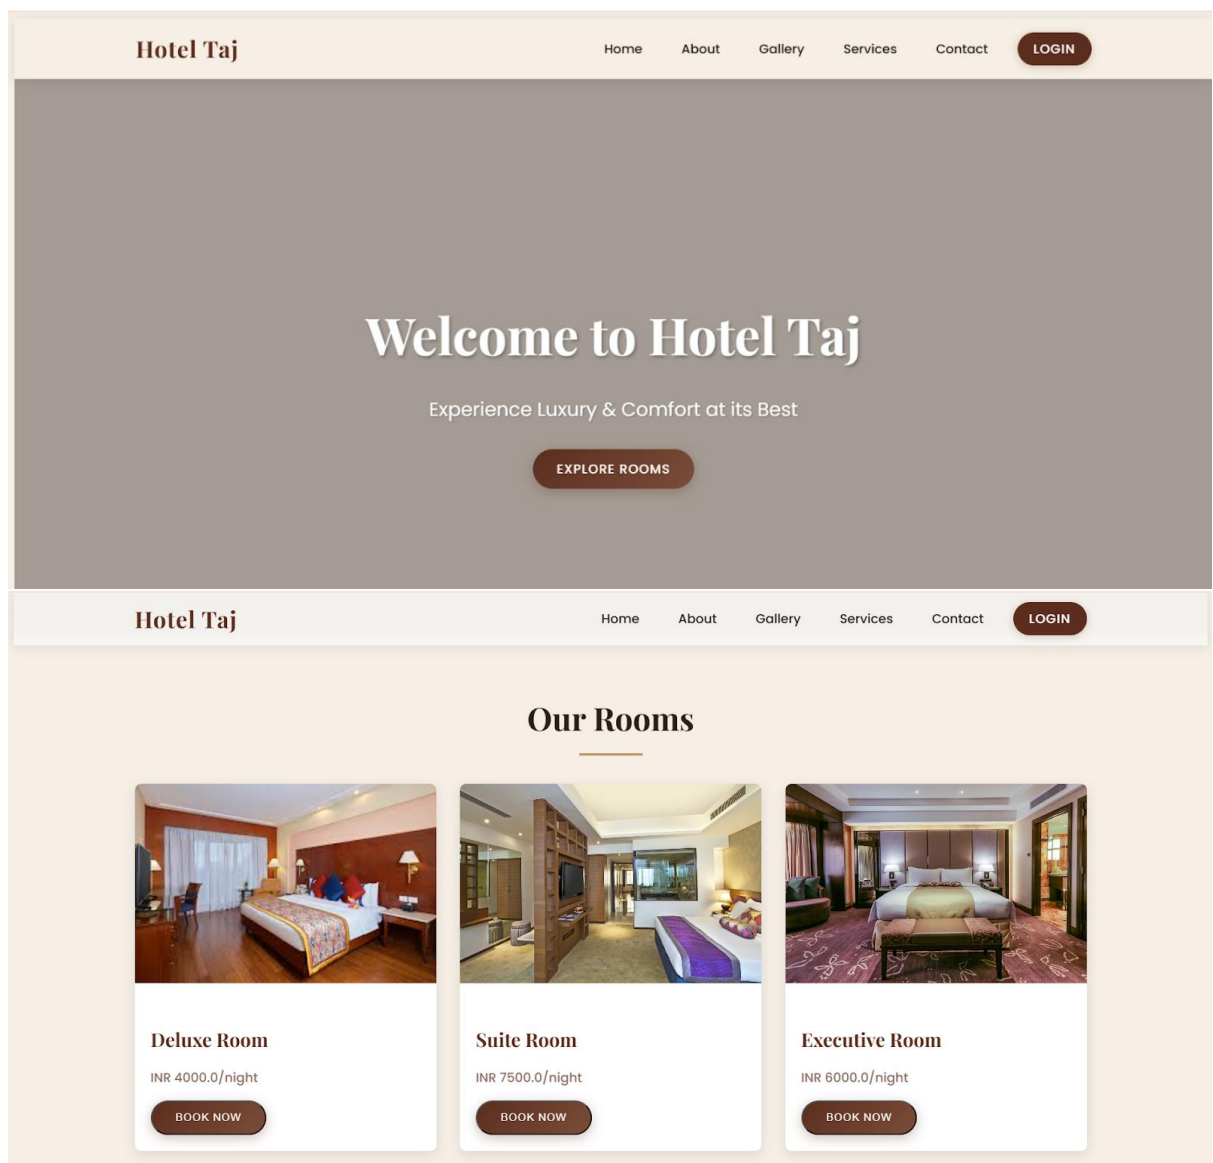 Hotel Taj Home About Gallery Services Contact LOGIN
Welcome to Hotel Taj
Experience Luxury & Comfort at its Best
EXPLORE ROOMS
Hotel Taj Home About Gallery Services Contact LOGIN
Our Rooms
Deluxe Room
INR 4000.0/night
BOOK NOW
Suite Room
INR 7500.0/night
BOOK NOW
Executive Room
INR 6000.0/night
BOOK NOW